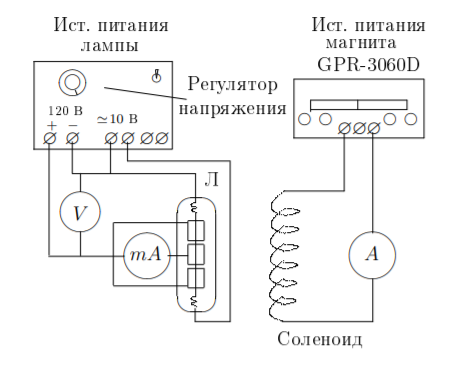 Ист. питания
лампы
Ист. питания
магнита
GPR-3060D
Регулятор
напряжения
120 В
≃10 В
+ −
Л
V
mA
A
Соленоид